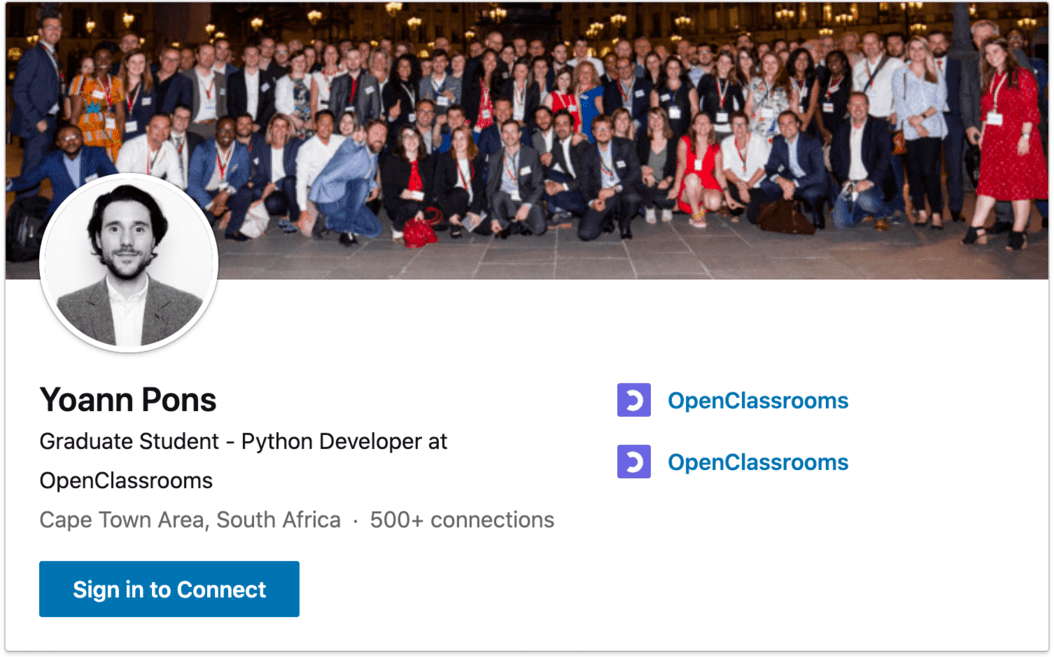 Yoann Pons
Graduate Student - Python Developer at
OpenClassrooms
Cape Town Area, South Africa · 500+ connections
Sign in to Connect
OpenClassrooms
OpenClassrooms